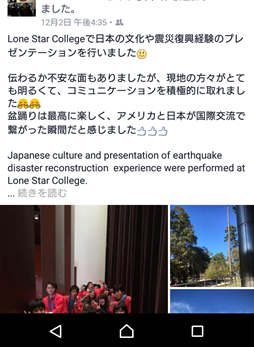 ました。
12月2日 午後4:35・
Lone Star Collegeで日本の文化や震災復興経験のプレ
ゼンテーションを行いました
伝わるか不安な面もありましたが、現地の方々がとて
も明るくて、コミュニケーションを積極的に取れまし
た
盆踊りは最高に楽しく、アメリカと日本が国際交流で
繋がった瞬間だと感じました
Japanese culture and presentation of earthquake
disaster reconstruction experience were performed at
Lone Star College.
... 続きを読む